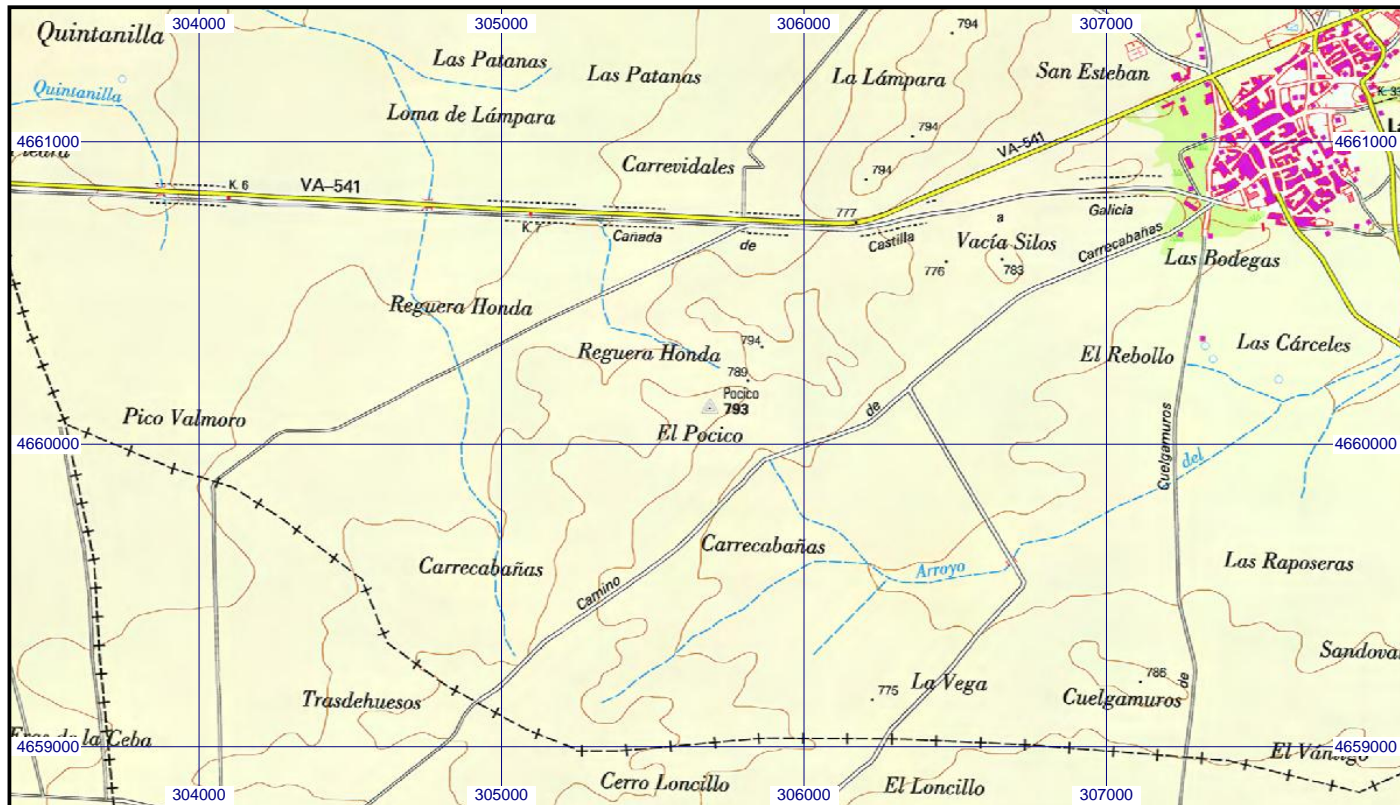 304000
305000
306000
307000
Quintanilla
Las Patanas
Las Patanas
794
La Lámpara
San Esteban
Quintanilla
Loma de Lámpara
K. 33
4661000
794
VA-541
4661000
Carrevidales
794
K. 6
VA-541
777
Galicia
K. 7
Cañada
de
Castilla
a
Vacía Silos
Carrecabañas
776
783
Las Bodegas
Reguera Honda
794
Reguera Honda
El Rebollo
Las Cárceles
789
Pocico
793
Pico Valmoro
El Pocico
de
4660000
4660000
Cuelgamuros
del
Carrecabañas
Carrecabañas
Arroyo
Las Raposeras
Camino
Sandova
Trasdehuesos
775
La Vega
786
Cuelgamuros
de
4659000
de la Ceba
4659000
El
Cerro Loncillo
El Loncillo
304000
305000
306000
307000